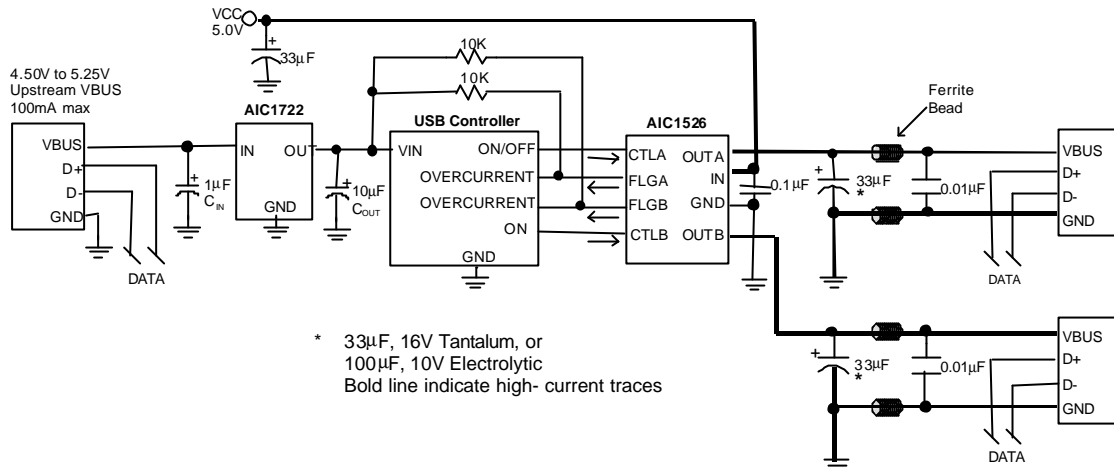 VCC
5.0V
+
33μF
10K
10K
4.50V to 5.25V
Upstream VBUS
100mA max
Ferrite
Bead
AIC1722
USB Controller
AIC1526
VBUS
D+
D-
GND
IN
OUT
GND
+
1μF
CIN
+
10μF
COUT
VIN
ON/OFF
OVERCURRENT
OVERCURRENT
ON
GND
CTLA
FLGA
FLGB
CTLB
OUTA
IN
GND
OUTB
0.1μF
+
33μF
*
0.01μF
VBUS
D+
D-
GND
DATA
DATA
+
33μF
*
0.01μF
VBUS
D+
D-
GND
DATA
* 33μF, 16V Tantalum, or
100μF, 10V Electrolytic
Bold line indicate high- current traces